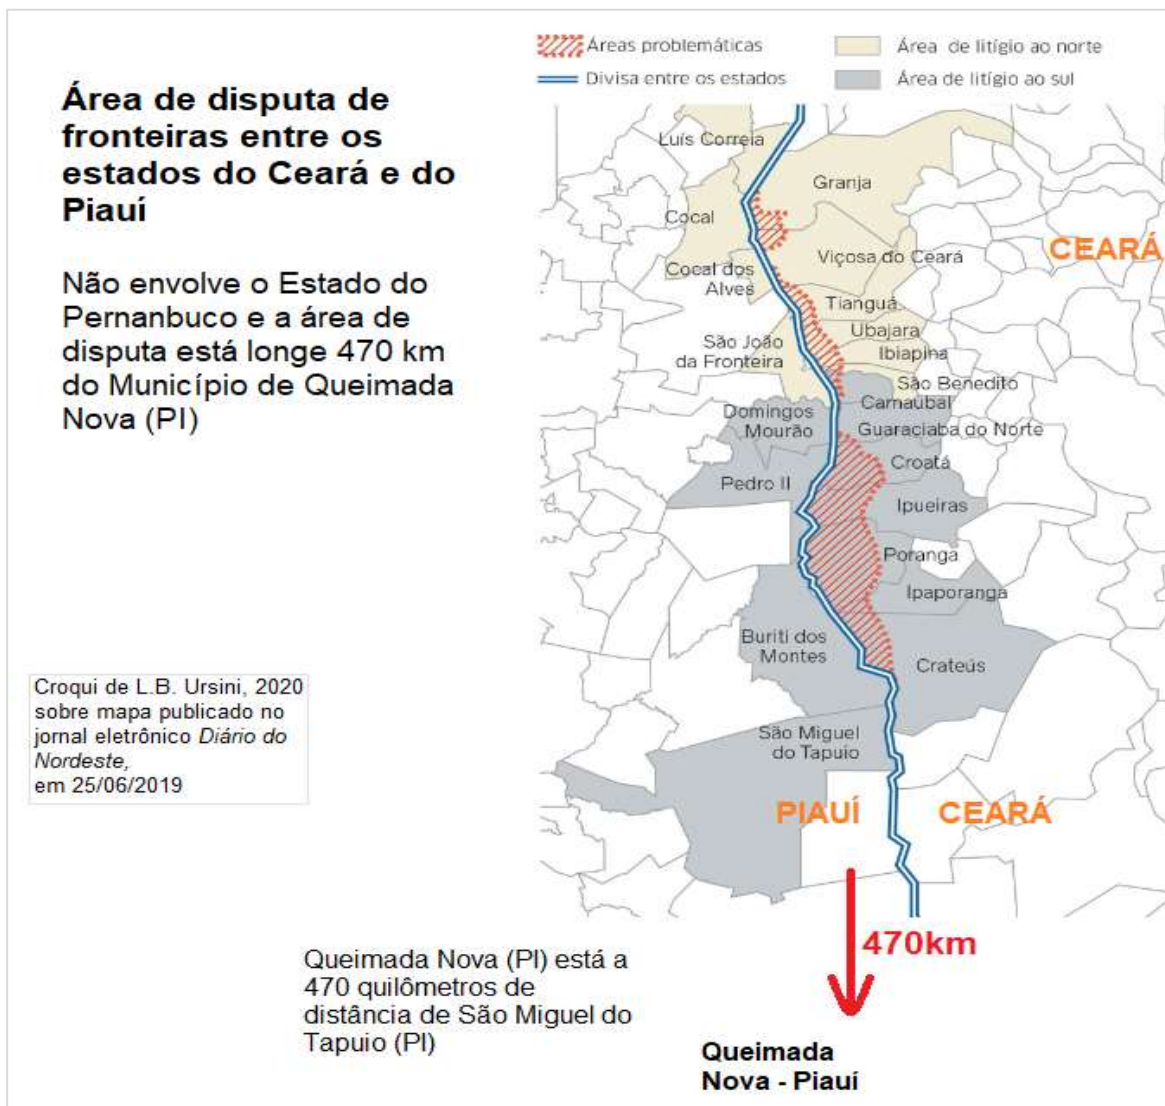 Área de disputa de
fronteiras entre os
estados do Ceará e do
Piauí
Não envolve o Estado do
Pernanbuco e a área de
disputa está longe 470 km
do Município de Queimada
Nova (PI)
Croqui de L.B. Ursini, 2020
sobre mapa publicado no
jornal eletrônico Diário do
Nordeste,
em 25/06/2019
Áreas problemáticas
Área de litígio ao norte
Divisa entre os estados
Área de litígio ao sul
Luís Correia
Granja
Cocal
CEARÁ
Viçosa do Ceará
Cocal dos
Alves
Tianguá
Ubajara
São João
da Fronteira
Ibiapina
São Benedito
Carnaubal
Domingos
Mourão
Guaraciaba do Norte
Croatá
Pedro II
Ipueiras
Poranga
Ipaporanga
Buriti dos
Montes
Crateús
São Miguel
do Tapuio
PIAUÍ
CEARÁ
470km
Queimada Nova (PI) está a
470 quilômetros de
distância de São Miguel do
Tapuio (PI)
Queimada
Nova - Piauí